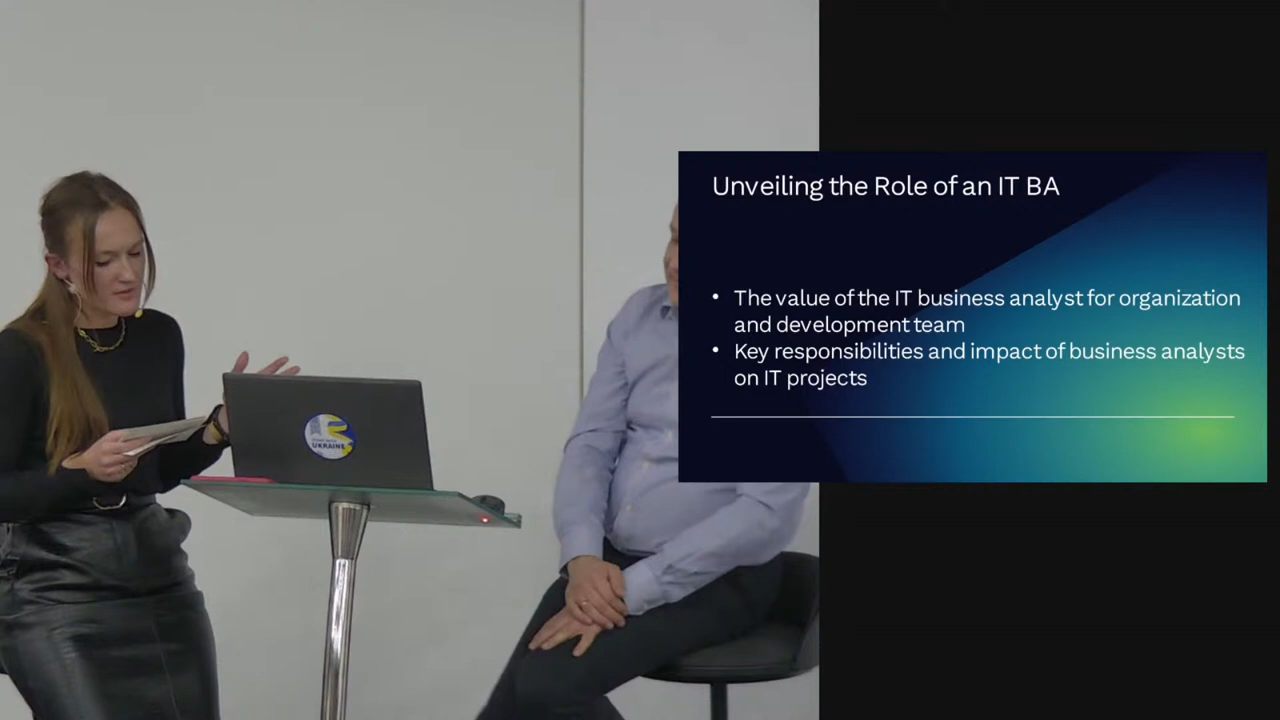 Unveiling the Role of an IT BA
• The value of the IT business analyst for organization
and development team
• Key responsibilities and impact of business analysts
on IT projects
UKRAINE